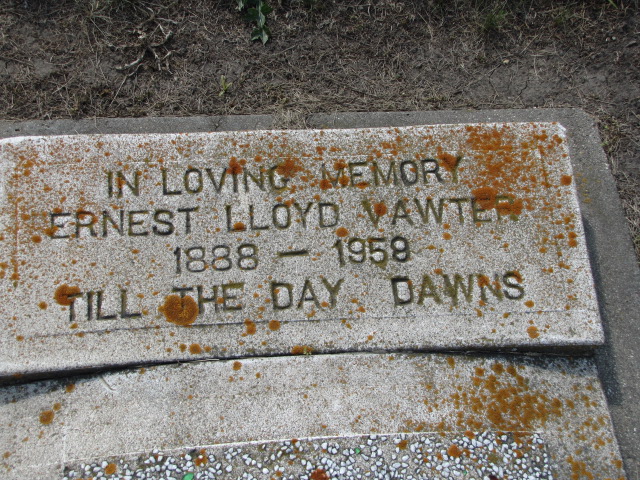 IN LOVING MEMORY
ERNEST LLOYD VAWTER
1888 — 1959
TILL THE DAY DAWNS